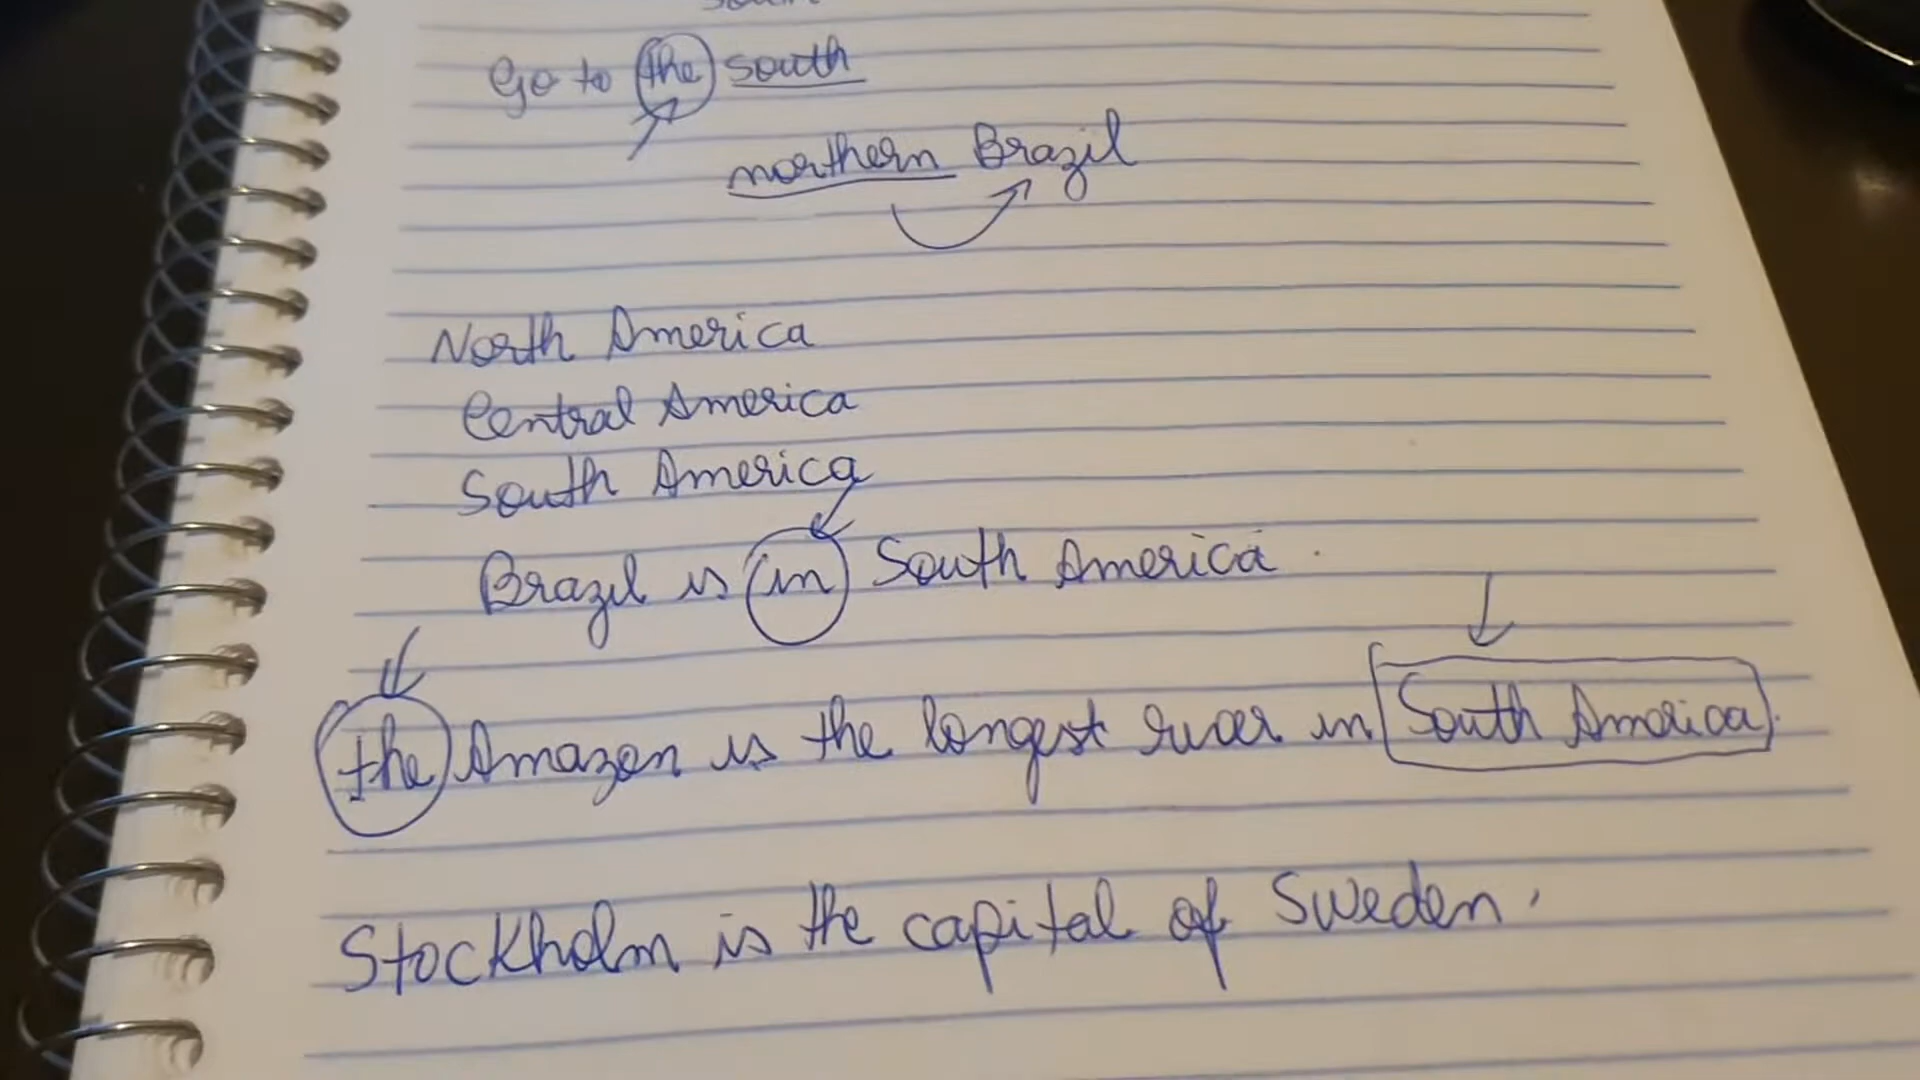 Go to the south
northern Brazil
North America
Central America
South America
Brazil is in South America.
the Amazon is the longest river in South America.
Stockholm is the capital of Sweden.